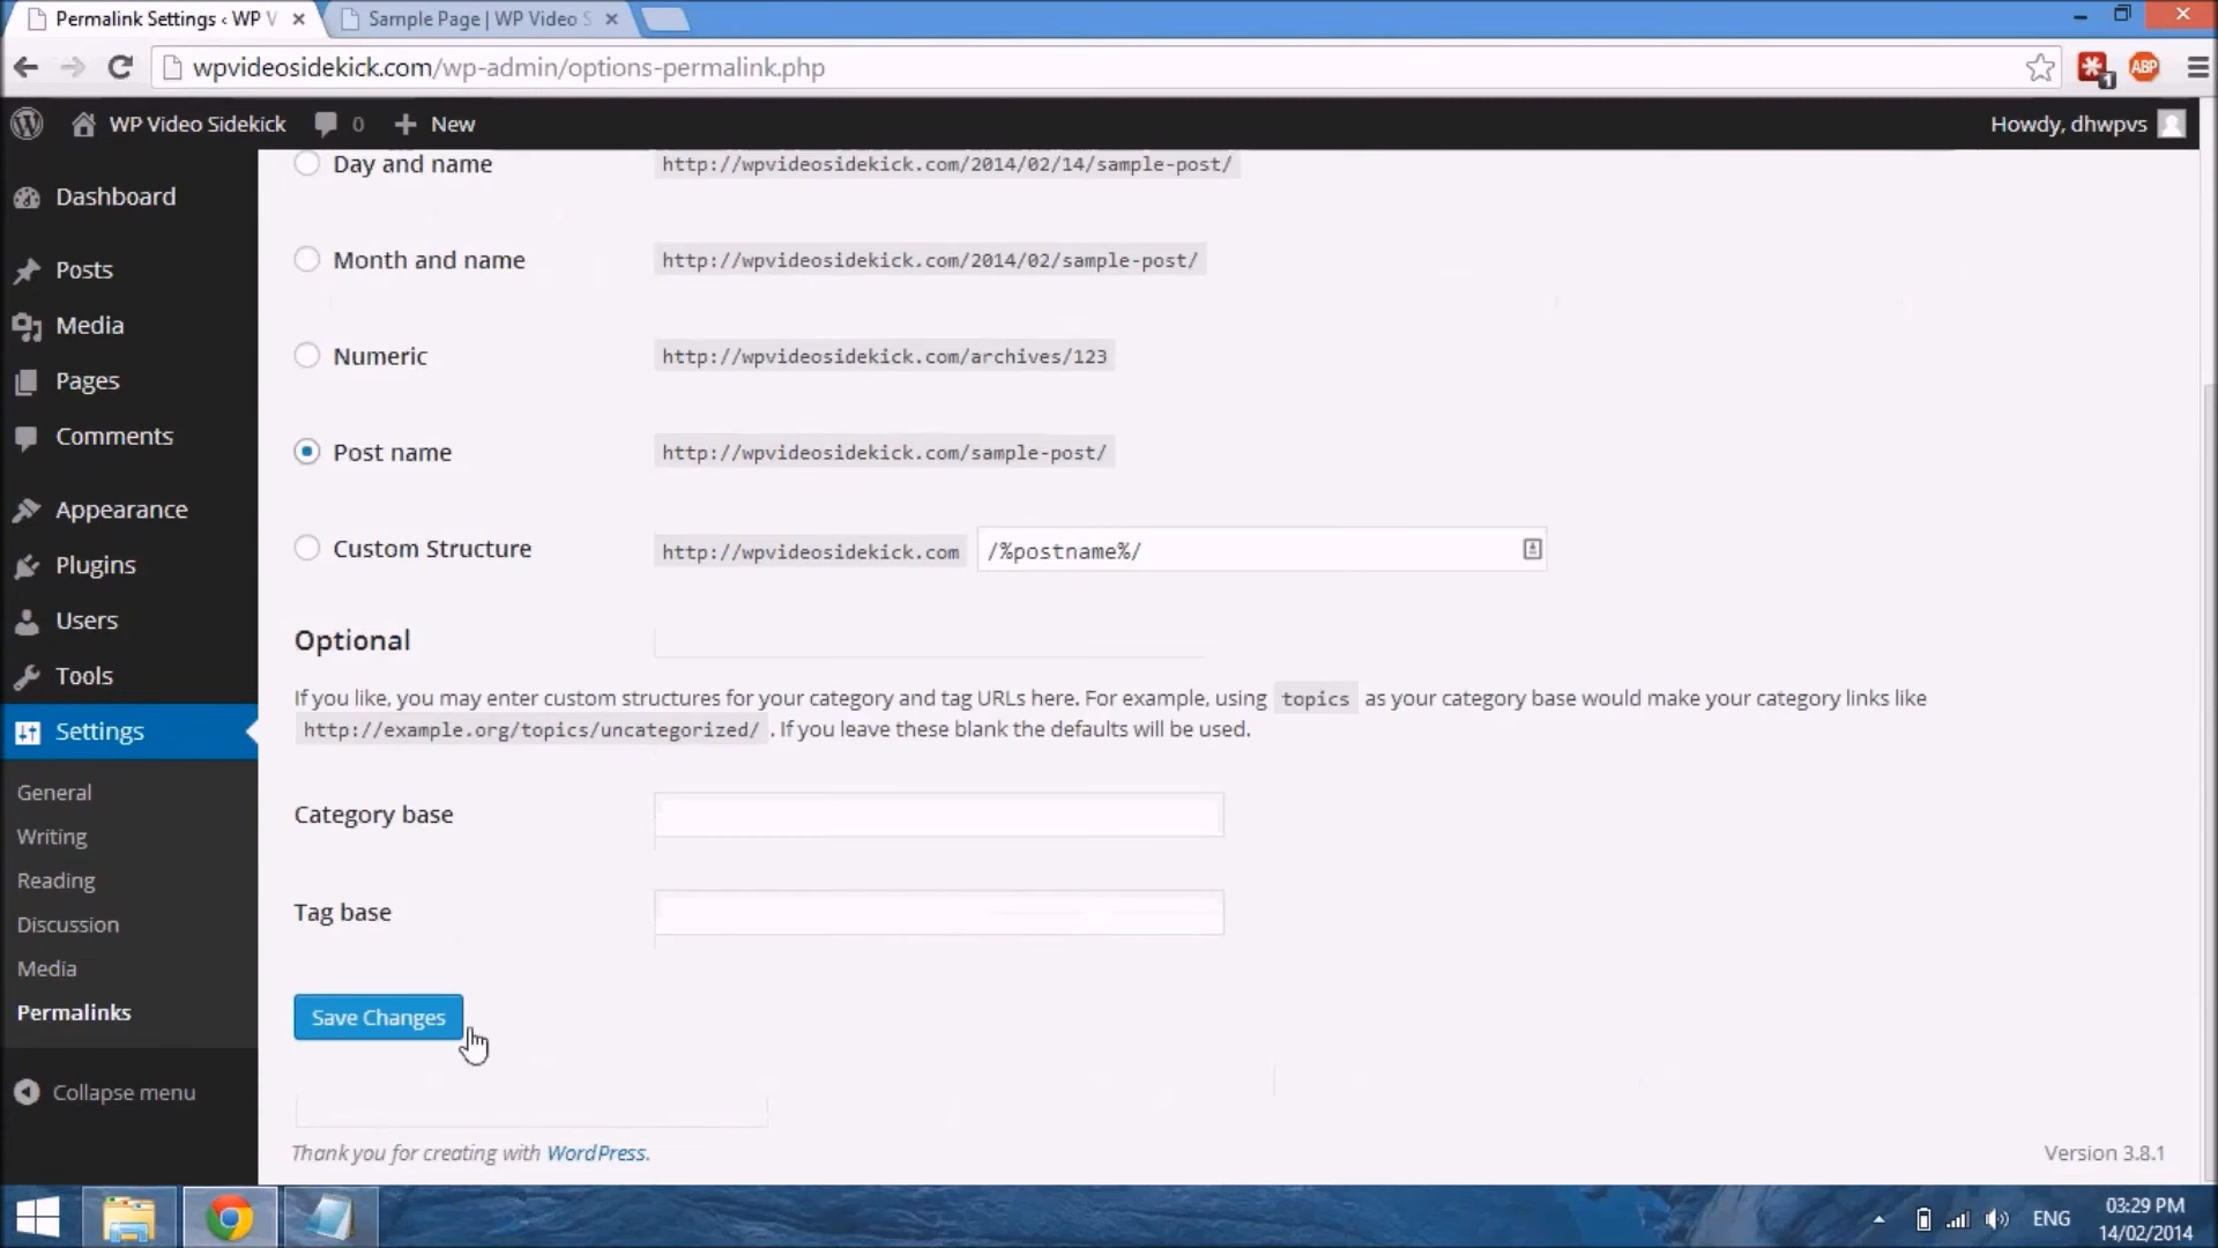 Permalink Settings ‹ WP V
Sample Page | WP Video S
wpvideosidekick.com/wp-admin/options-permalink.php
1
ABP
WP Video Sidekick
0
New
Howdy, dhwpvs
Dashboard
Posts
Media
Pages
Comments
Appearance
Plugins
Users
Tools
Settings
General
Writing
Reading
Discussion
Media
Permalinks
Collapse menu
Day and name http://wpvideosidekick.com/2014/02/14/sample-post/
Month and name http://wpvideosidekick.com/2014/02/sample-post/
Numeric http://wpvideosidekick.com/archives/123
Post name http://wpvideosidekick.com/sample-post/
Custom Structure http://wpvideosidekick.com /%postname%/
Optional
If you like, you may enter custom structures for your category and tag URLs here. For example, using topics as your category base would make your category links like
http://example.org/topics/uncategorized/ . If you leave these blank the defaults will be used.
Category base
Tag base
Save Changes
Thank you for creating with WordPress.
Version 3.8.1
ENG
03:29 PM
14/02/2014